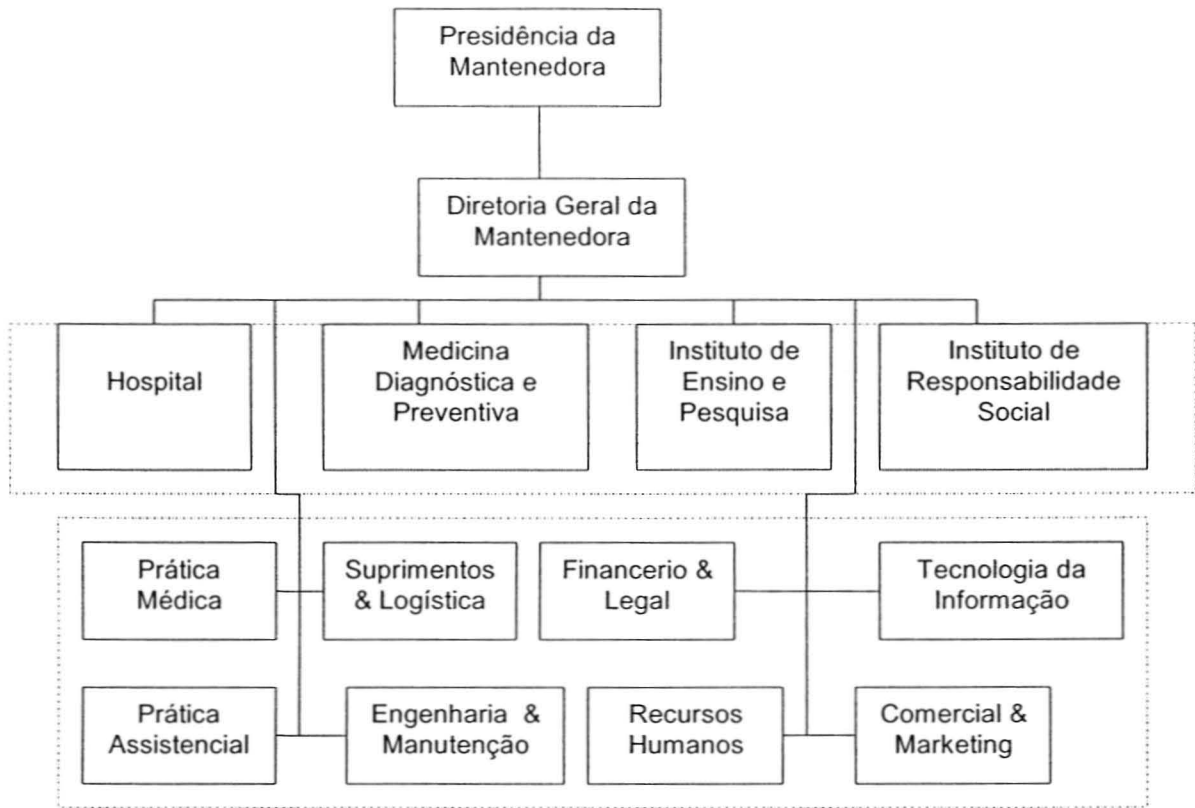 Presidência da
Mantenedora
Diretoria Geral da
Mantenedora
Hospital
Medicina
Diagnóstica e
Preventiva
Instituto de
Ensino e
Pesquisa
Instituto de
Responsabilidade
Social
Prática
Médica
Suprimentos
& Logística
Financerio &
Legal
Tecnologia da
Informação
Prática
Assistencial
Engenharia &
Manutenção
Recursos
Humanos
Comercial &
Marketing